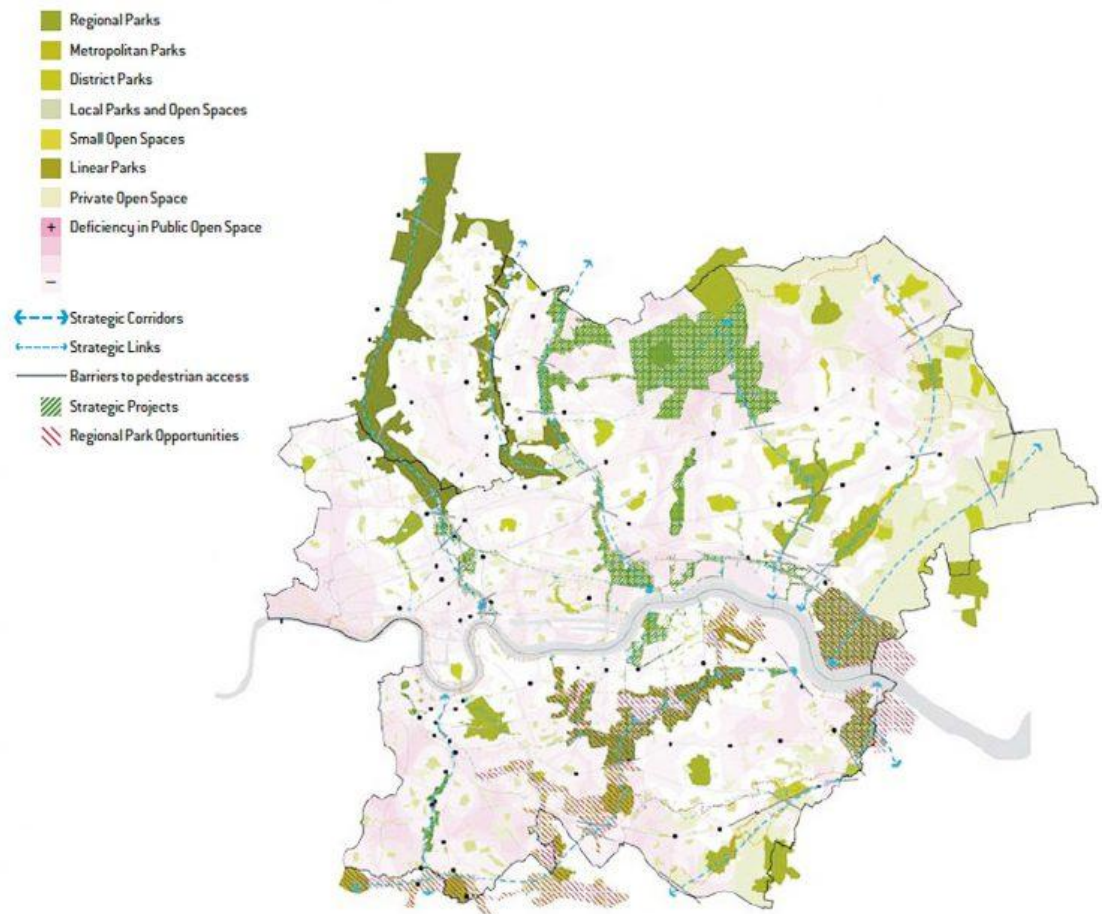 Regional Parks
Metropolitan Parks
District Parks
Local Parks and Open Spaces
Small Open Spaces
Linear Parks
Private Open Space
+ Deficiency in Public Open Space
−
Strategic Corridors
Strategic Links
Barriers to pedestrian access
Strategic Projects
Regional Park Opportunities